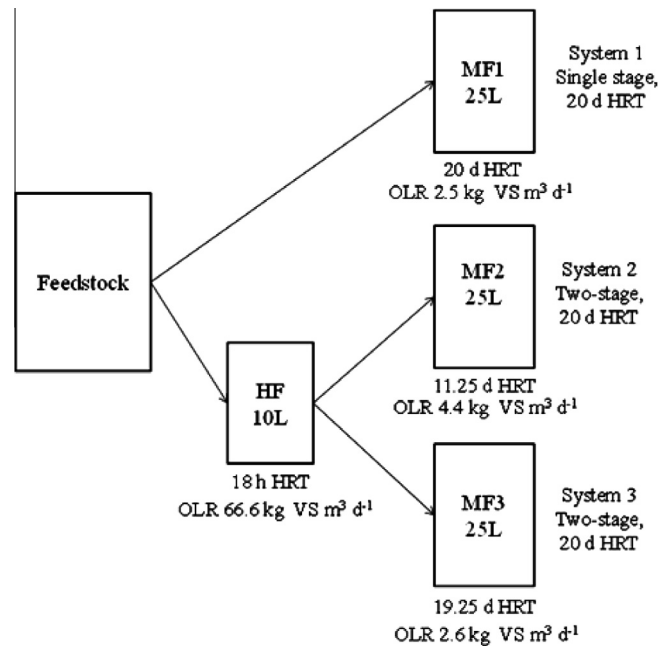 Feedstock
MF1
25L
System 1
Single stage,
20 d HRT
20 d HRT
OLR 2.5 kg VS m³ d⁻¹
HF
10L
18 h HRT
OLR 66.6 kg VS m³ d⁻¹
MF2
25L
System 2
Two-stage,
20 d HRT
11.25 d HRT
OLR 4.4 kg VS m³ d⁻¹
MF3
25L
System 3
Two-stage,
20 d HRT
19.25 d HRT
OLR 2.6 kg VS m³ d⁻¹